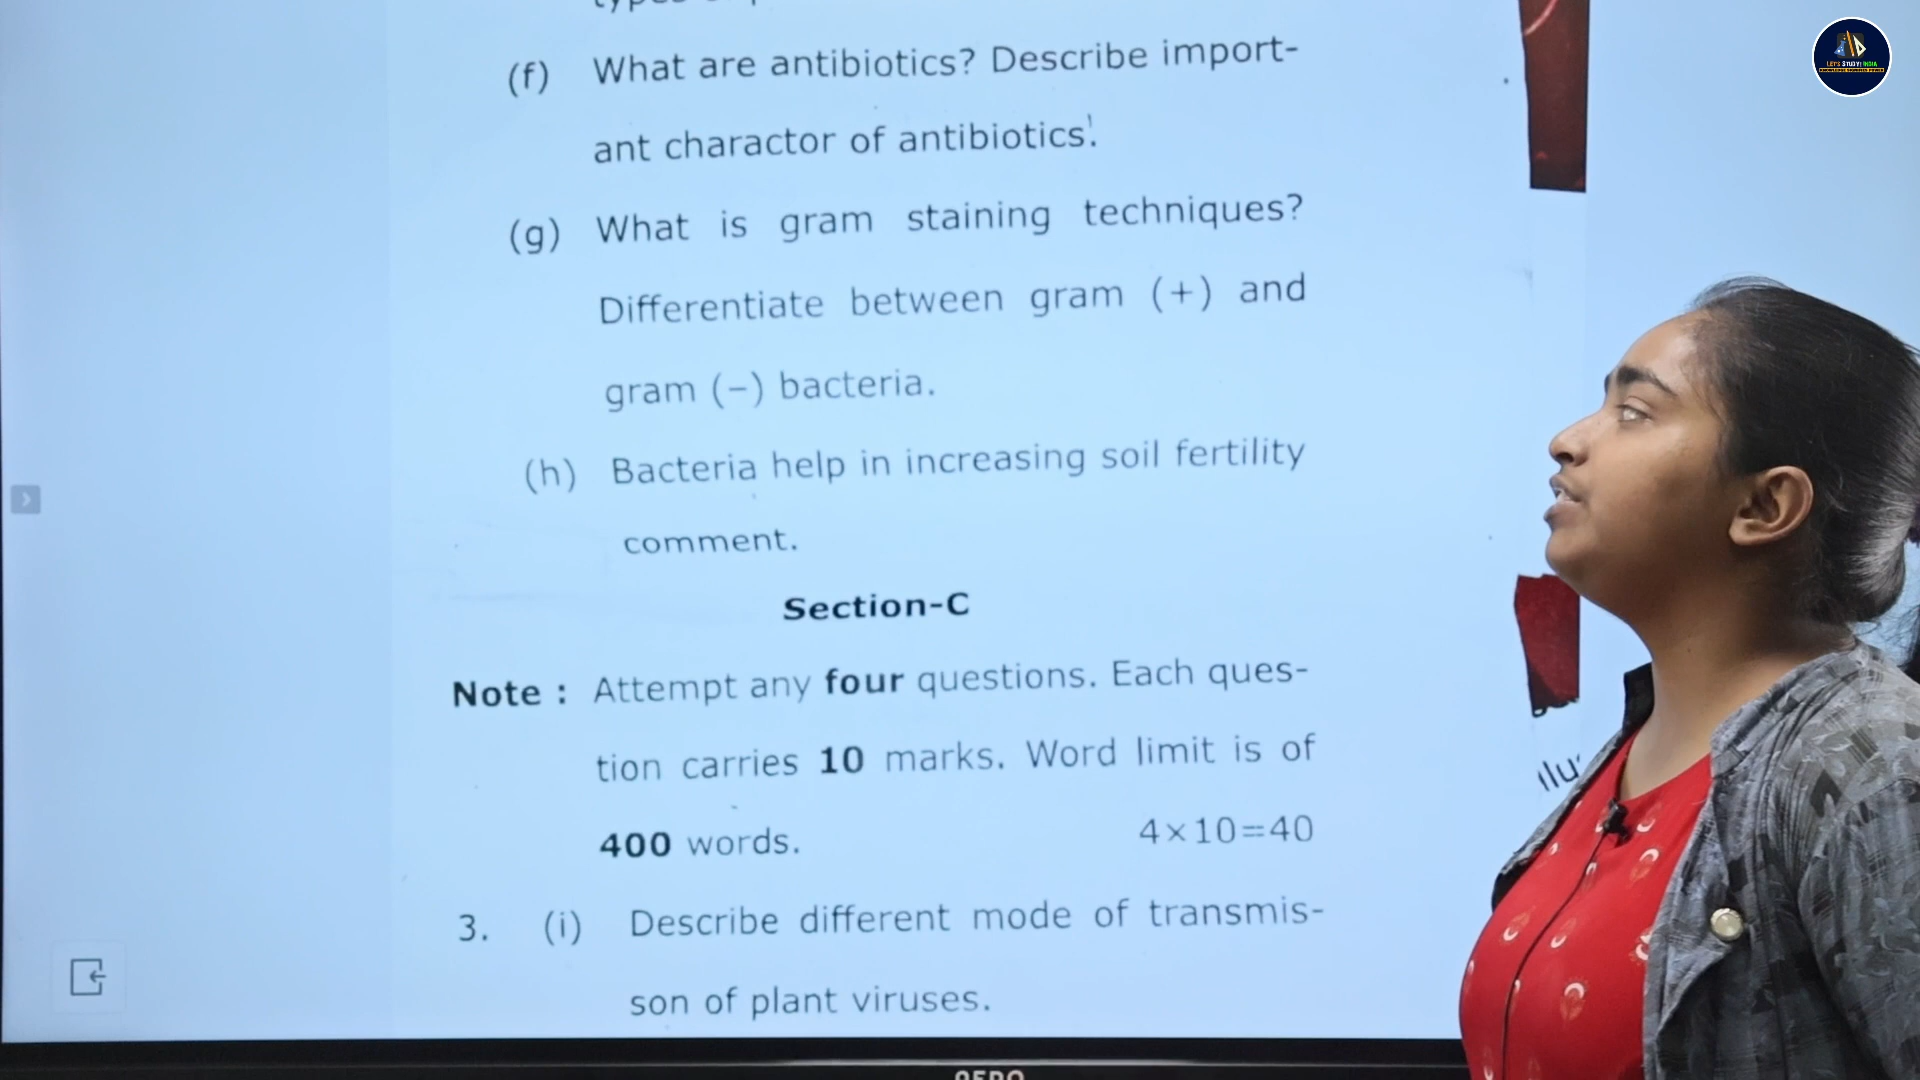 (f) What are antibiotics? Describe import-
ant charactor of antibiotics.
(g) What is gram staining techniques?
Differentiate between gram (+) and
gram (−) bacteria.
(h) Bacteria help in increasing soil fertility
comment.
Section-C
Note : Attempt any four questions. Each ques-
tion carries 10 marks. Word limit is of
400 words. 4×10=40
3. (i) Describe different mode of transmis-
son of plant viruses.
LET'S STUDY! INDIA